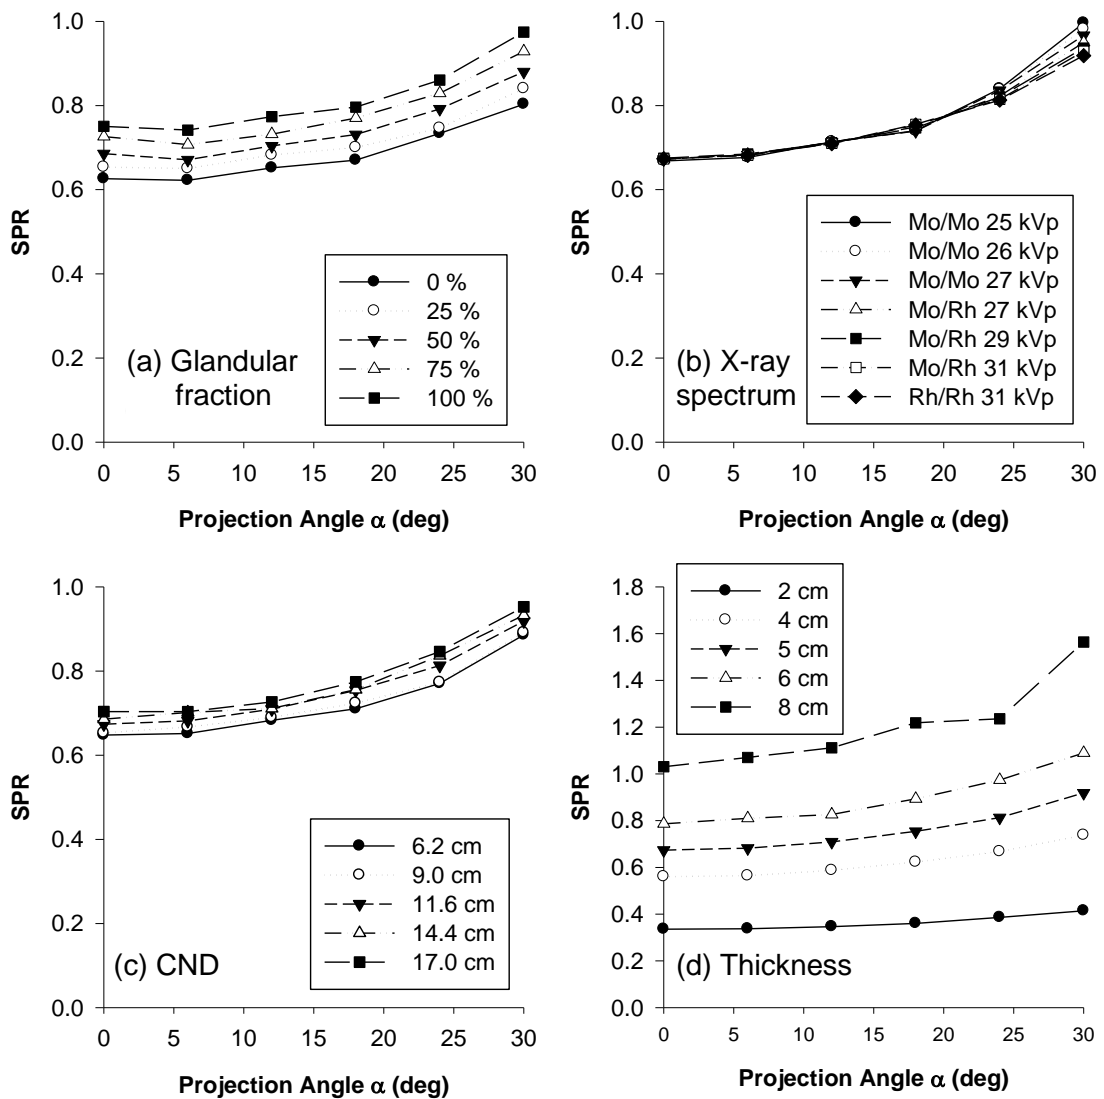 1.0
0.8
0.6
0.4
0.2
0.0
SPR
0 %
25 %
50 %
75 %
100 %
(a) Glandular
fraction
0 5 10 15 20 25 30
Projection Angle α (deg)
1.0
0.8
0.6
0.4
0.2
0.0
SPR
Mo/Mo 25 kVp
Mo/Mo 26 kVp
Mo/Mo 27 kVp
Mo/Rh 27 kVp
Mo/Rh 29 kVp
Mo/Rh 31 kVp
Rh/Rh 31 kVp
(b) X-ray
spectrum
0 5 10 15 20 25 30
Projection Angle α (deg)
1.0
0.8
0.6
0.4
0.2
0.0
SPR
6.2 cm
9.0 cm
11.6 cm
14.4 cm
17.0 cm
(c) CND
0 5 10 15 20 25 30
Projection Angle α (deg)
1.8
1.6
1.4
1.2
1.0
0.8
0.6
0.4
0.2
0.0
SPR
2 cm
4 cm
5 cm
6 cm
8 cm
(d) Thickness
0 5 10 15 20 25 30
Projection Angle α (deg)